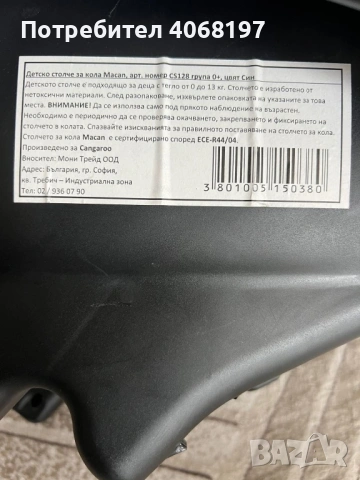 Потребител 4068197
Детско столче за кола Macan, арт. номер CS128 група 0+, цвят Син
Детското столче е подходящо за деца с тегло от 0 до 13 кг. Столчето е изработено от
нетоксични материали. След разопаковане, изхвърлете опаковката на указаните за това
места. ВНИМАНИЕ! Да се използва само под прякото наблюдение на възрастен.
Необходимо е периодично да се проверява окачването, закрепването и фиксирането на
столчето в колата. Спазвайте изискванията за правилното поставяне на столчето за кола.
Столчето за кола Macan е сертифицирано според ECE-R44/04.
Произведено за Cangaroo
Вносител: Мони Трейд ООД
Адрес: България, гр. София,
кв. Требич – Индустриална зона
Тел: 02 / 936 07 90
3 801005 150380
BAZAR